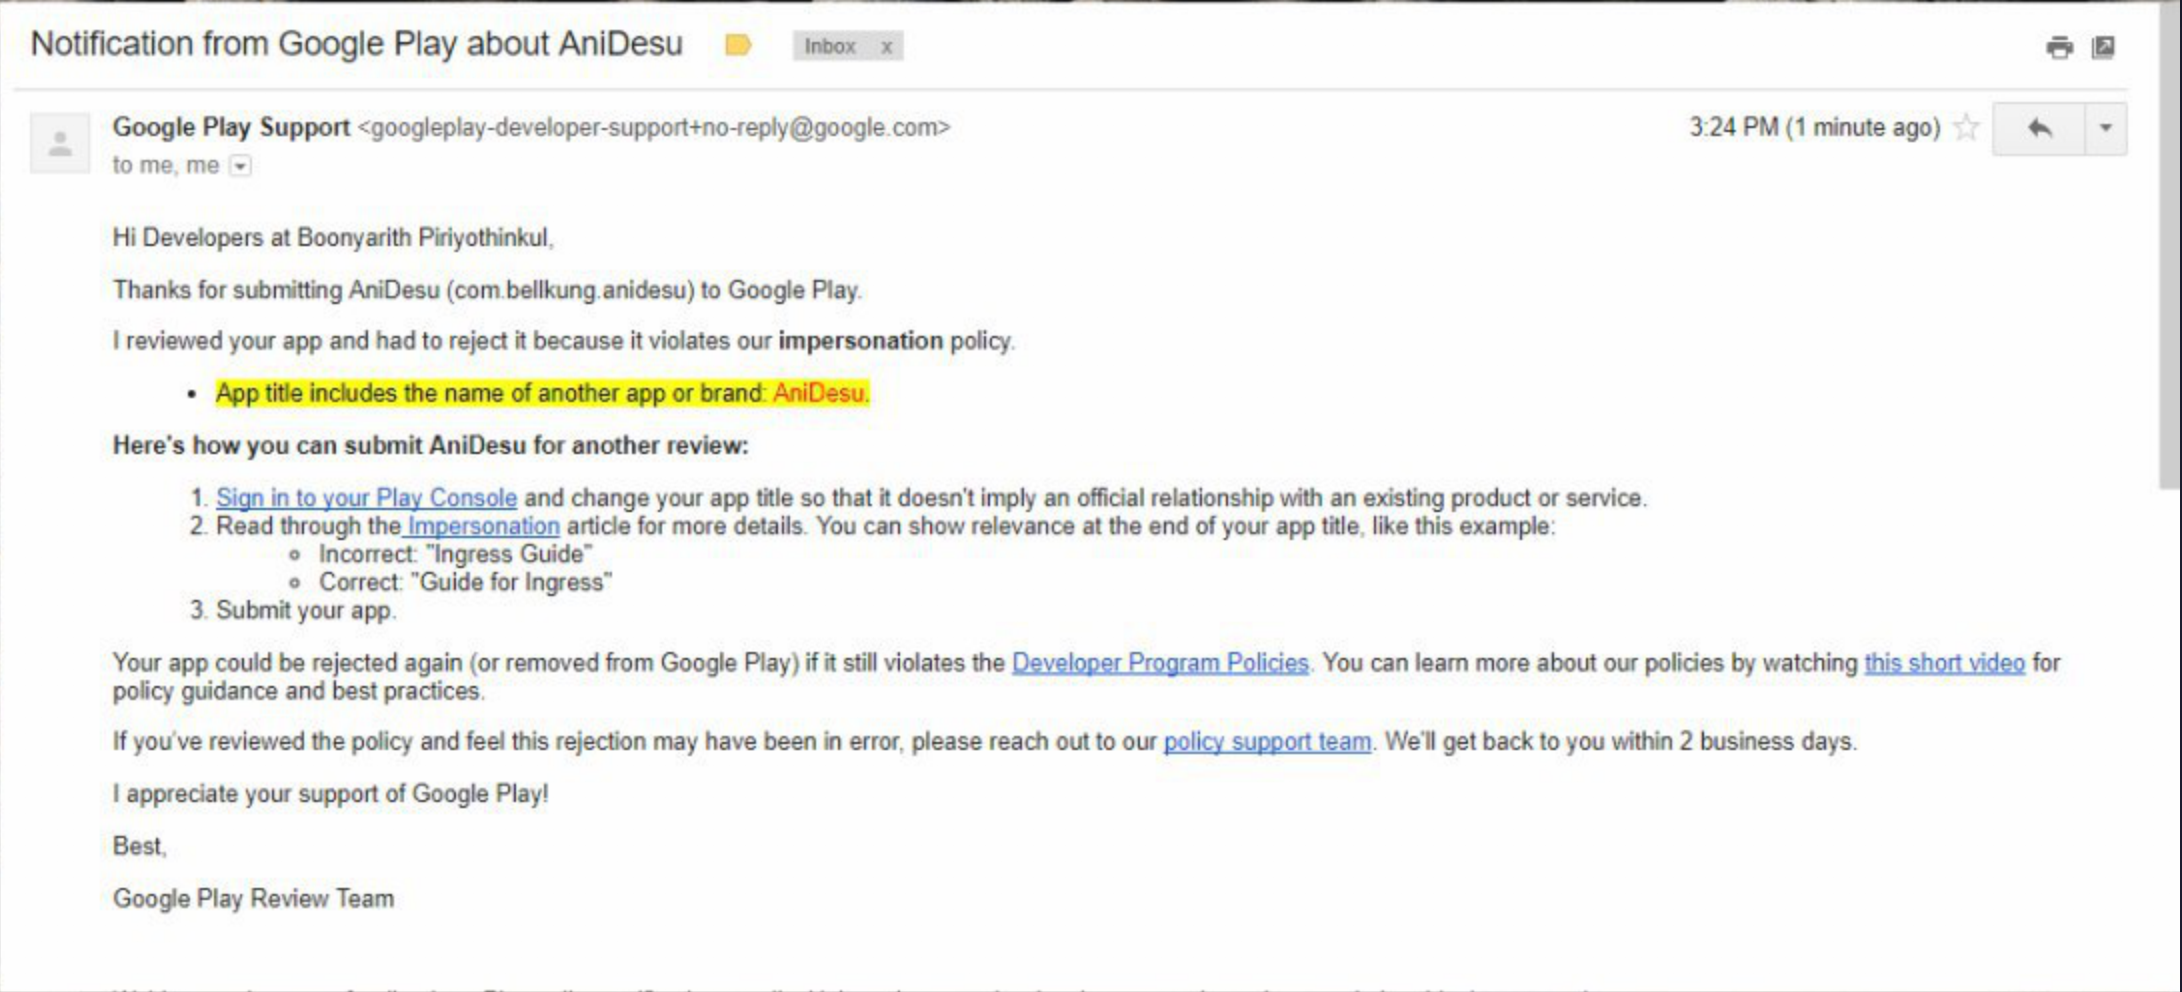 Notification from Google Play about AniDesu
Inbox x
Google Play Support <googleplay-developer-support+no-reply@google.com>
3:24 PM (1 minute ago)
to me, me
Hi Developers at Boonyarith Piriyothinkul,
Thanks for submitting AniDesu (com.bellkung.anidesu) to Google Play.
I reviewed your app and had to reject it because it violates our impersonation policy.
• App title includes the name of another app or brand: AniDesu.
Here's how you can submit AniDesu for another review:
1. Sign in to your Play Console and change your app title so that it doesn't imply an official relationship with an existing product or service.
2. Read through the Impersonation article for more details. You can show relevance at the end of your app title, like this example:
Incorrect: "Ingress Guide"
Correct: "Guide for Ingress"
3. Submit your app.
Your app could be rejected again (or removed from Google Play) if it still violates the Developer Program Policies. You can learn more about our policies by watching this short video for
policy guidance and best practices.
If you've reviewed the policy and feel this rejection may have been in error, please reach out to our policy support team. We'll get back to you within 2 business days.
I appreciate your support of Google Play!
Best,
Google Play Review Team